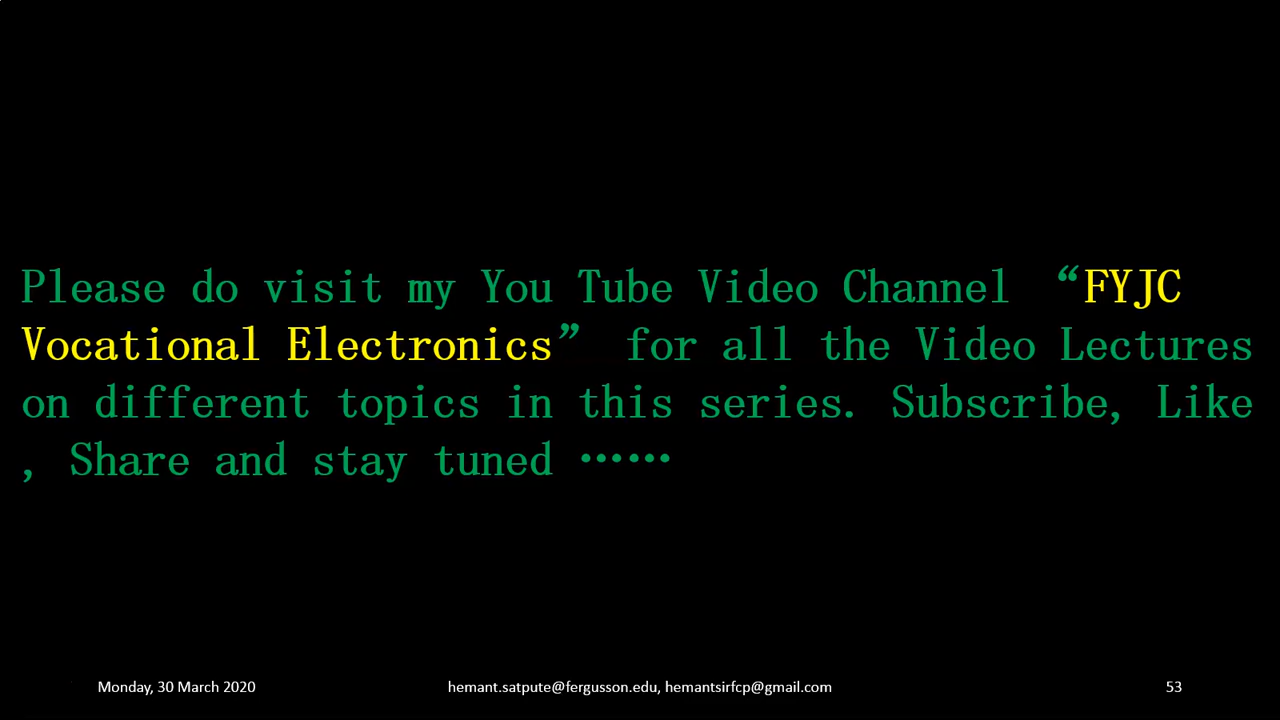 Please do visit my You Tube Video Channel “FYJC
Vocational Electronics” for all the Video Lectures
on different topics in this series. Subscribe, Like
, Share and stay tuned ……
Monday, 30 March 2020 hemant.satpute@fergusson.edu, hemantsirfcp@gmail.com 53